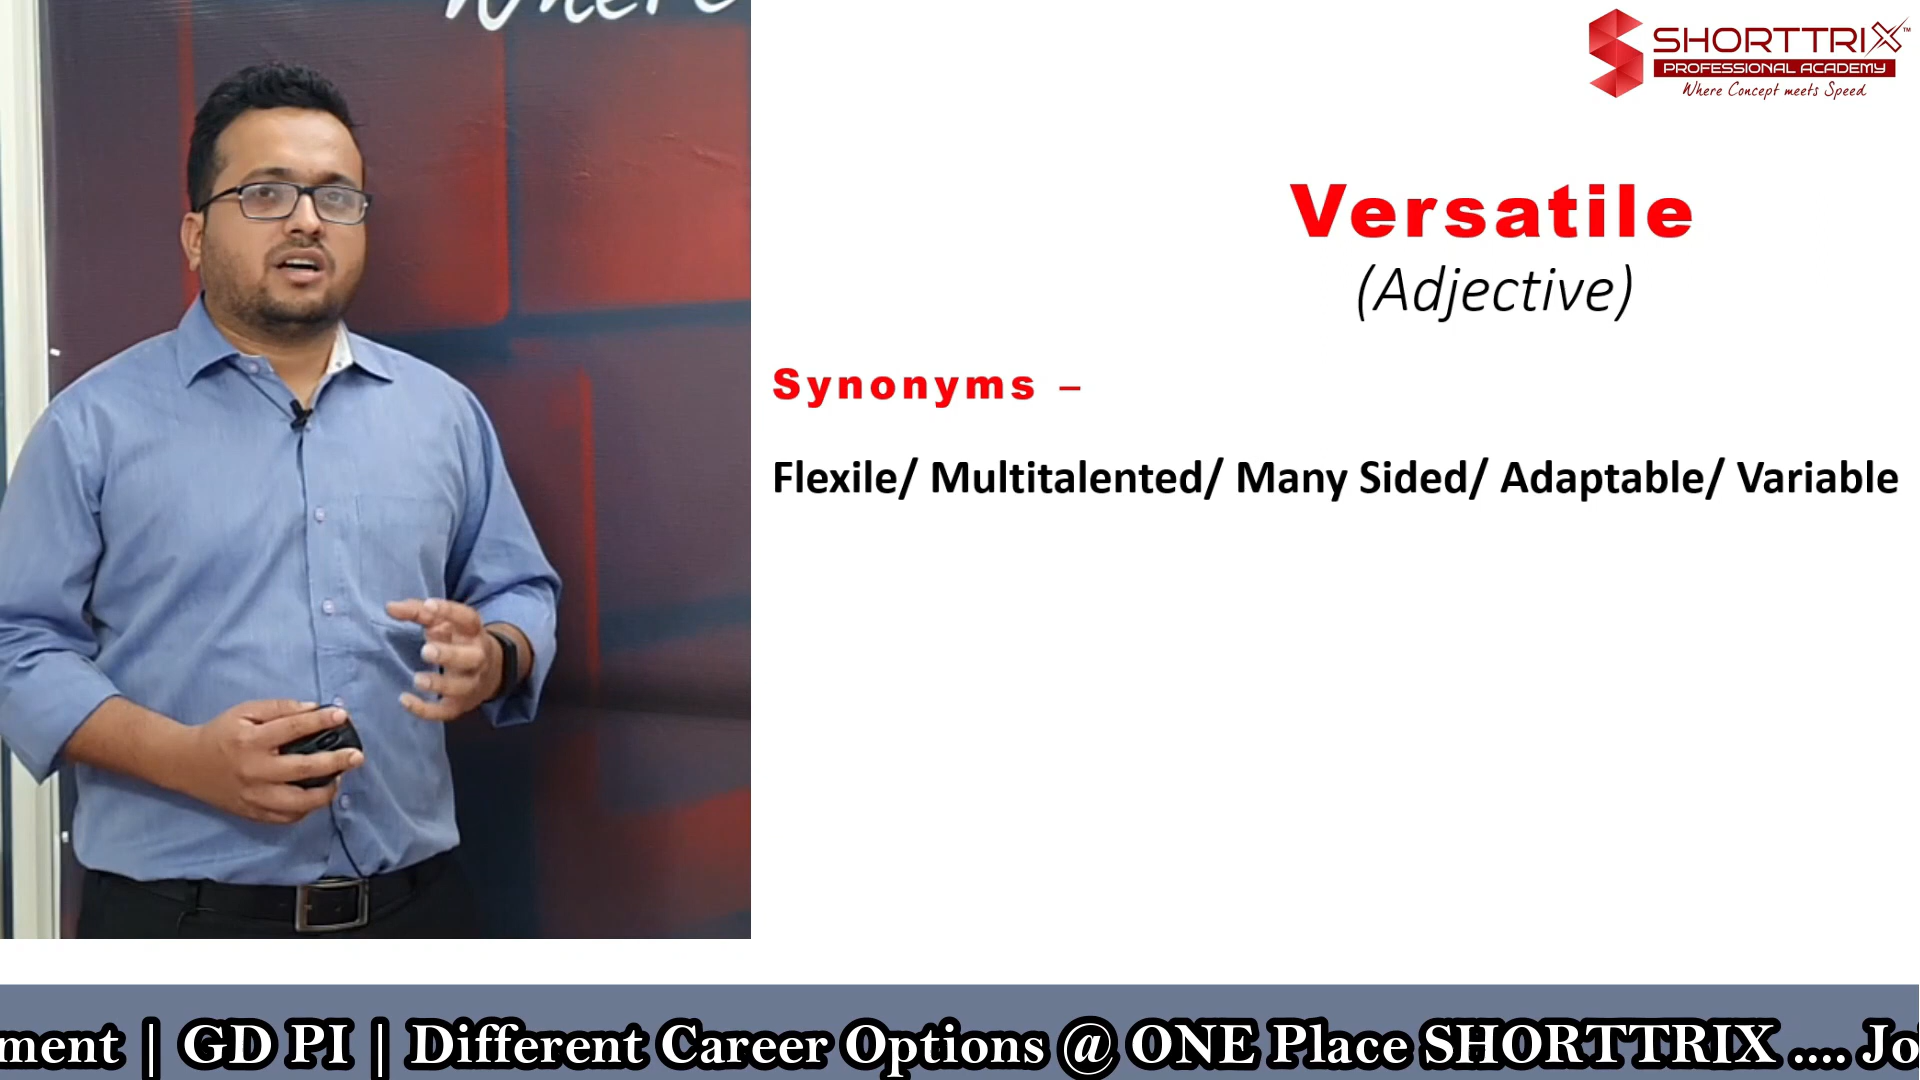 SHORTTRIX™
PROFESSIONAL ACADEMY
Where Concept meets Speed
Versatile
(Adjective)
Synonyms –
Flexile/ Multitalented/ Many Sided/ Adaptable/ Variable
ment | GD PI | Different Career Options @ ONE Place SHORTTRIX .... Jo